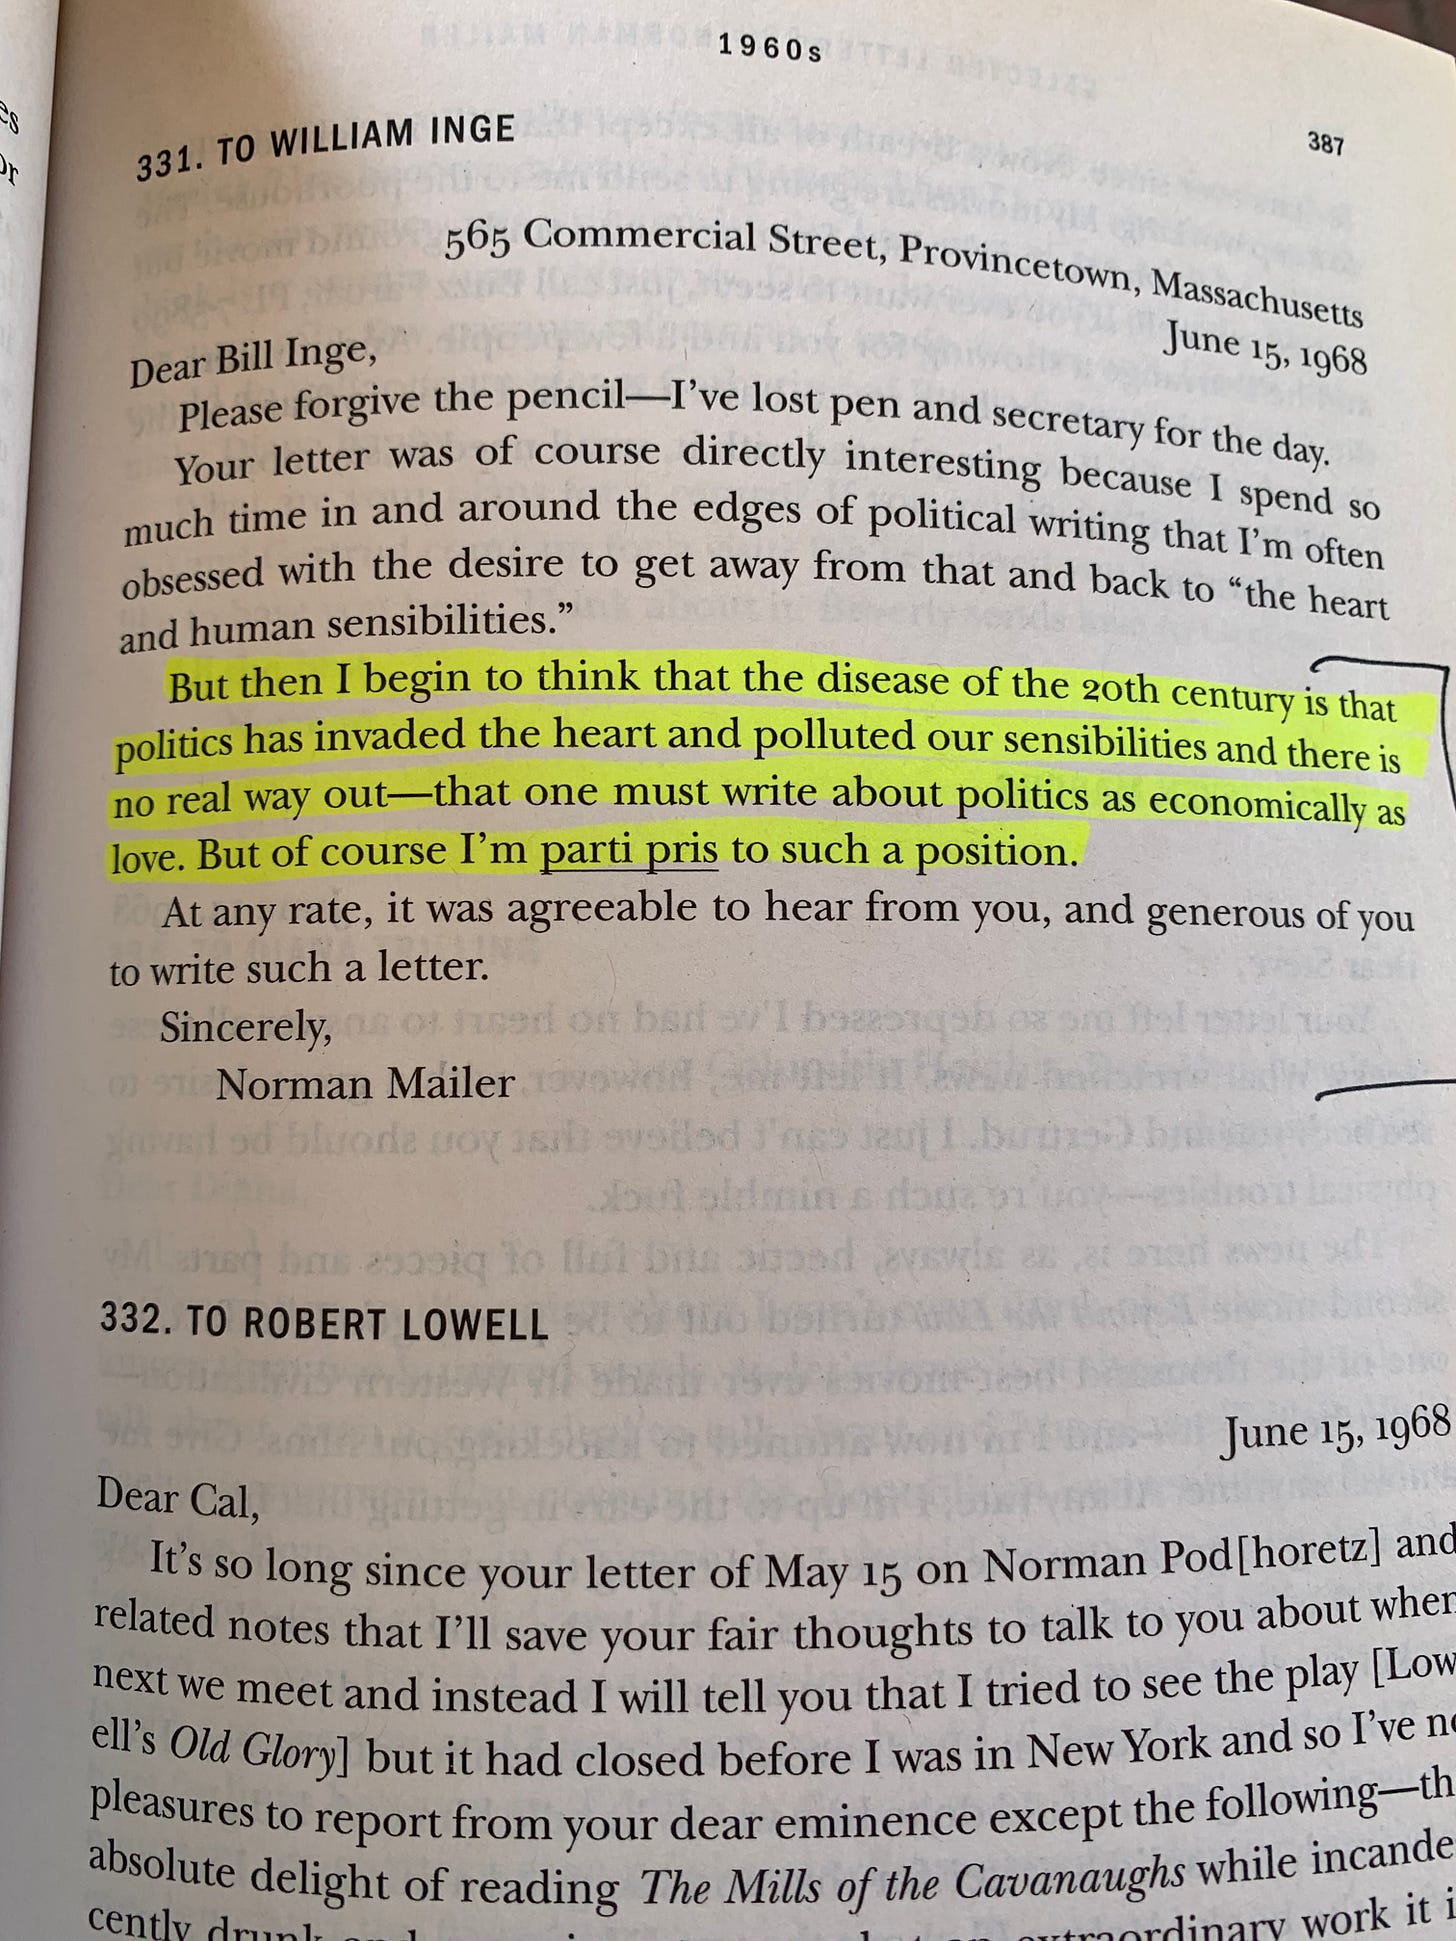 1960s
387
331. TO WILLIAM INGE
565 Commercial Street, Provincetown, Massachusetts
June 15, 1968
Dear Bill Inge,
Please forgive the pencil—I’ve lost pen and secretary for the day.
Your letter was of course directly interesting because I spend so
much time in and around the edges of political writing that I’m often
obsessed with the desire to get away from that and back to “the heart
and human sensibilities.”
But then I begin to think that the disease of the 20th century is that
politics has invaded the heart and polluted our sensibilities and there is
no real way out—that one must write about politics as economically as
love. But of course I’m parti pris to such a position.
At any rate, it was agreeable to hear from you, and generous of you
to write such a letter.
Sincerely,
Norman Mailer
332. TO ROBERT LOWELL
June 15, 1968
Dear Cal,
It’s so long since your letter of May 15 on Norman Pod[horetz] and
related notes that I’ll save your fair thoughts to talk to you about when
next we meet and instead I will tell you that I tried to see the play [Low
ell’s Old Glory] but it had closed before I was in New York and so I’ve
pleasures to report from your dear eminence except the following—th
absolute delight of reading The Mills of the Cavanaughs while incande
cently drunk extraordinary work it i